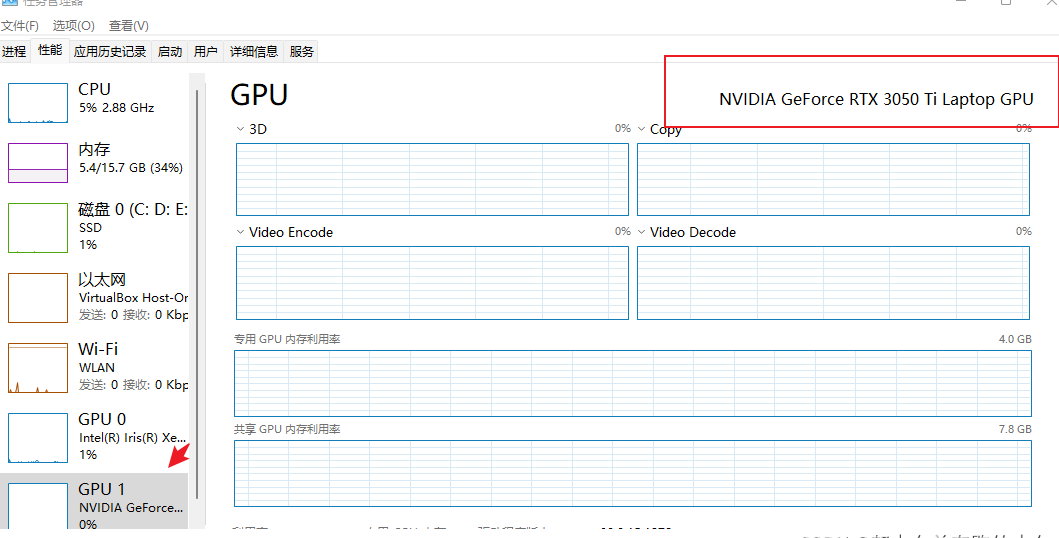 任务管理器
文件(F) 选项(O) 查看(V)
进程 性能 应用历史记录 启动 用户 详细信息 服务
CPU
5% 2.88 GHz
内存
5.4/15.7 GB (34%)
磁盘 0 (C: D: E:
SSD
1%
以太网
VirtualBox Host-Or
发送: 0 接收: 0 Kbp
Wi-Fi
WLAN
发送: 0 接收: 0 Kbp
GPU 0
Intel(R) Iris(R) Xe...
1%
GPU 1
NVIDIA GeForce...
0%
GPU
NVIDIA GeForce RTX 3050 Ti Laptop GPU
3D 0% Copy 0%
Video Encode 0% Video Decode 0%
专用 GPU 内存利用率 4.0 GB
共享 GPU 内存利用率 7.8 GB